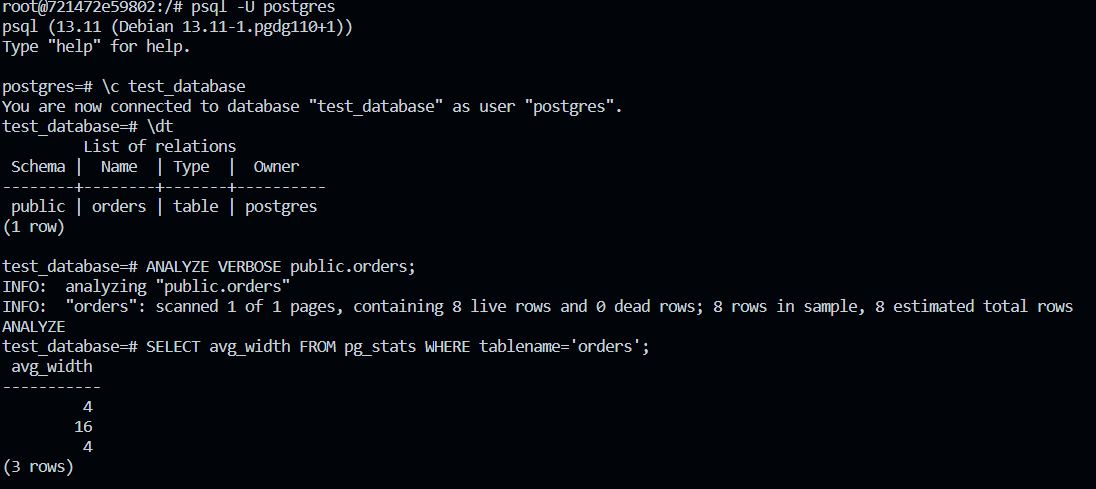 root@721472e59802:/# psql -U postgres
psql (13.11 (Debian 13.11-1.pgdg110+1))
Type "help" for help.

postgres=# \c test_database
You are now connected to database "test_database" as user "postgres".
test_database=# \dt
         List of relations
 Schema |  Name  | Type  |  Owner
--------+--------+-------+----------
 public | orders | table | postgres
(1 row)

test_database=# ANALYZE VERBOSE public.orders;
INFO:  analyzing "public.orders"
INFO:  "orders": scanned 1 of 1 pages, containing 8 live rows and 0 dead rows; 8 rows in sample, 8 estimated total rows
ANALYZE
test_database=# SELECT avg_width FROM pg_stats WHERE tablename='orders';
 avg_width
-----------
         4
        16
         4
(3 rows)